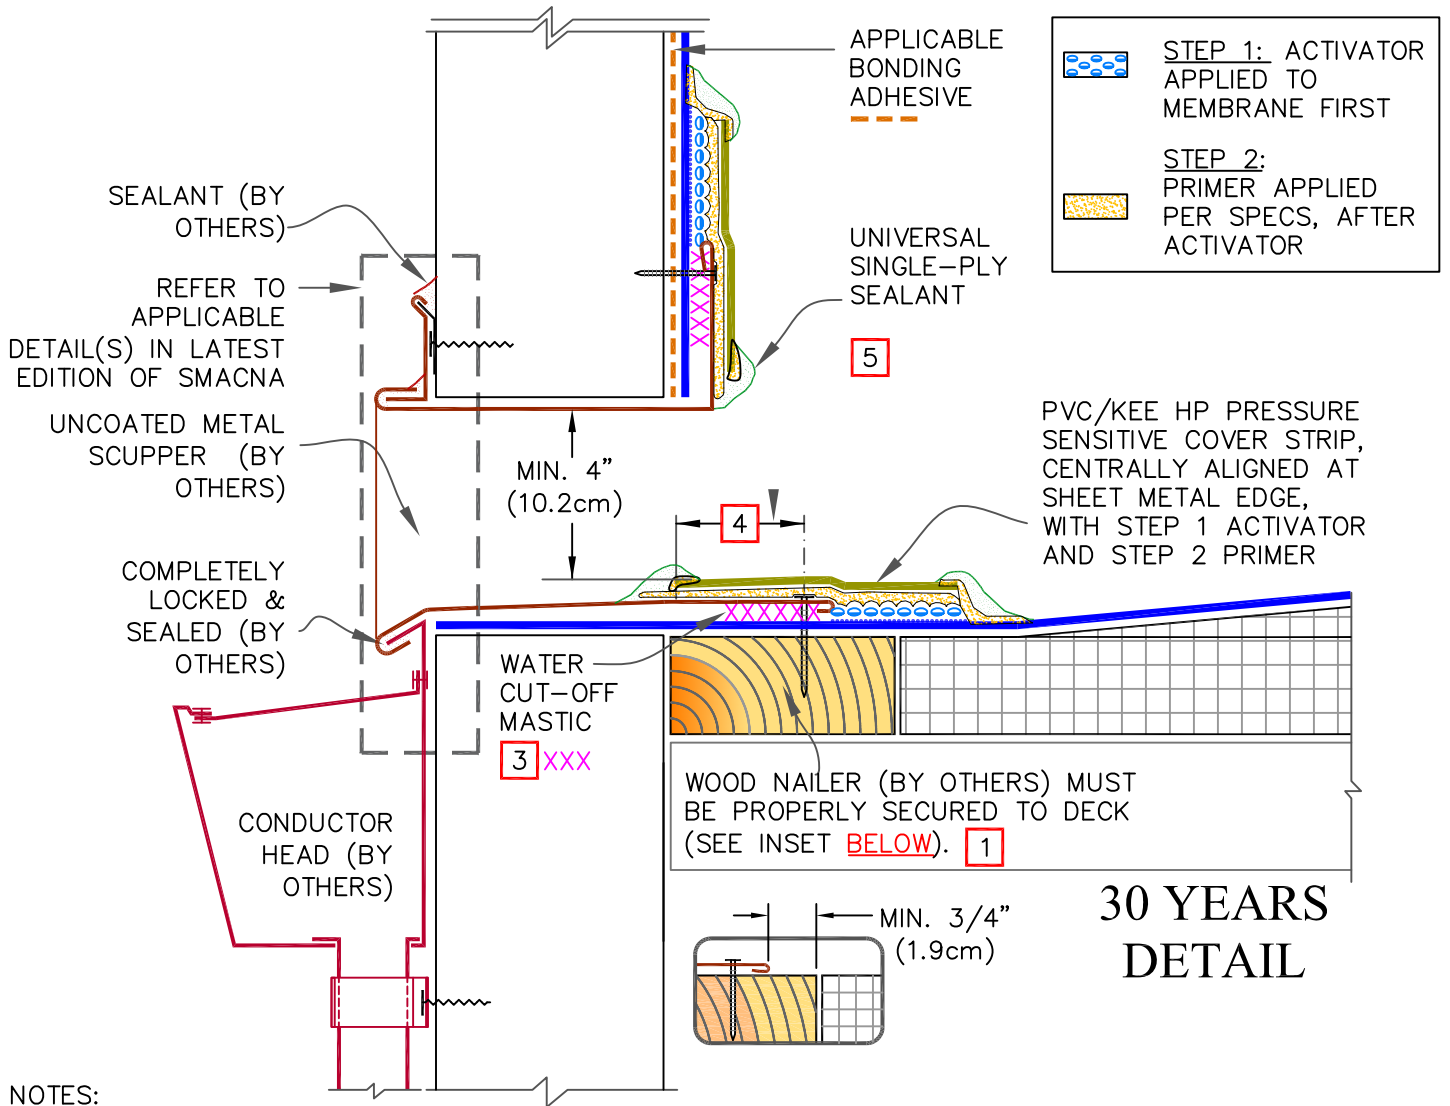 APPLICABLE
BONDING
ADHESIVE
STEP 1: ACTIVATOR
APPLIED TO
MEMBRANE FIRST
STEP 2:
PRIMER APPLIED
PER SPECS, AFTER
ACTIVATOR
SEALANT (BY
OTHERS)
UNIVERSAL
SINGLE-PLY
SEALANT
5
REFER TO
APPLICABLE
DETAIL(S) IN LATEST
EDITION OF SMACNA
UNCOATED METAL
SCUPPER (BY
OTHERS)
MIN. 4"
(10.2cm)
4
PVC/KEE HP PRESSURE
SENSITIVE COVER STRIP,
CENTRALLY ALIGNED AT
SHEET METAL EDGE,
WITH STEP 1 ACTIVATOR
AND STEP 2 PRIMER
COMPLETELY
LOCKED &
SEALED (BY
OTHERS)
WATER
CUT-OFF
MASTIC
3 XXX
WOOD NAILER (BY OTHERS) MUST
BE PROPERLY SECURED TO DECK
(SEE INSET BELOW). 1
CONDUCTOR
HEAD (BY
OTHERS)
MIN. 3/4"
(1.9cm)
30 YEARS
DETAIL
NOTES: